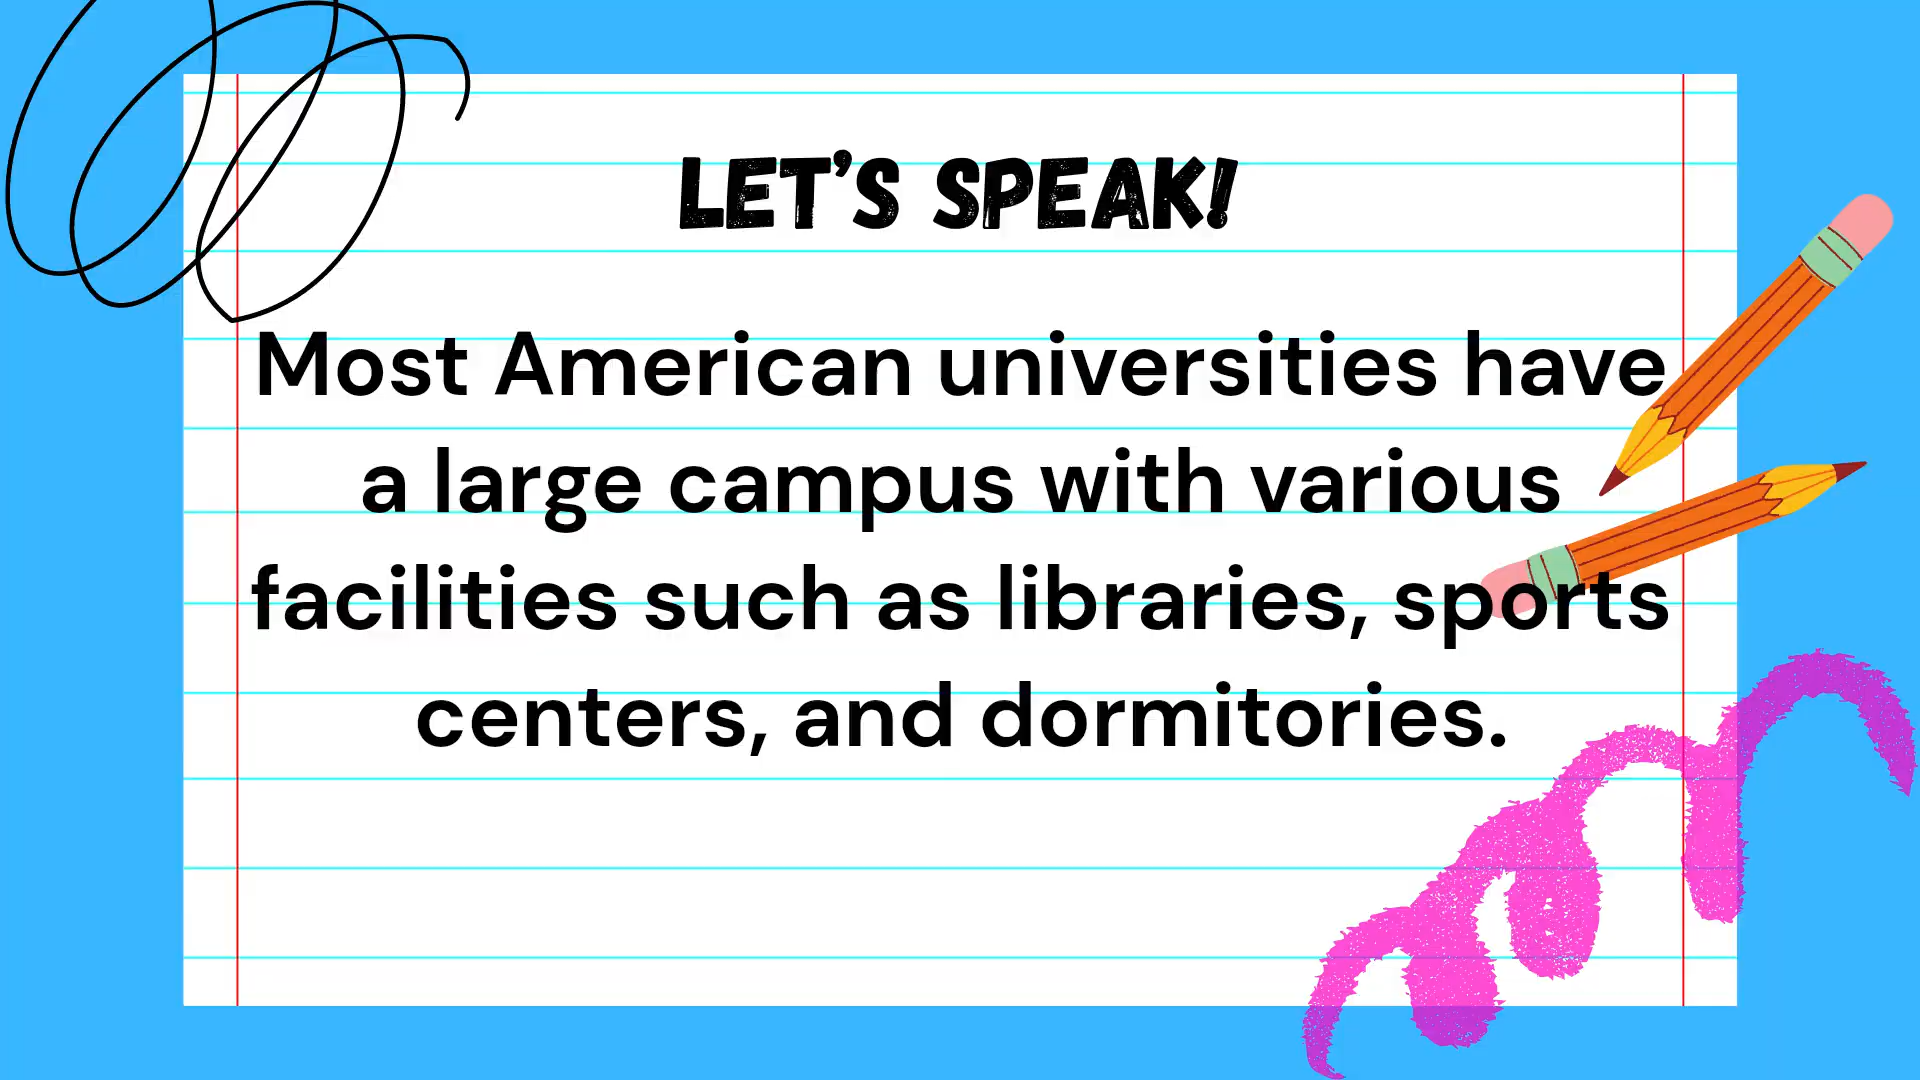 LET'S SPEAK!
Most American universities have
a large campus with various
facilities such as libraries, sports
centers, and dormitories.